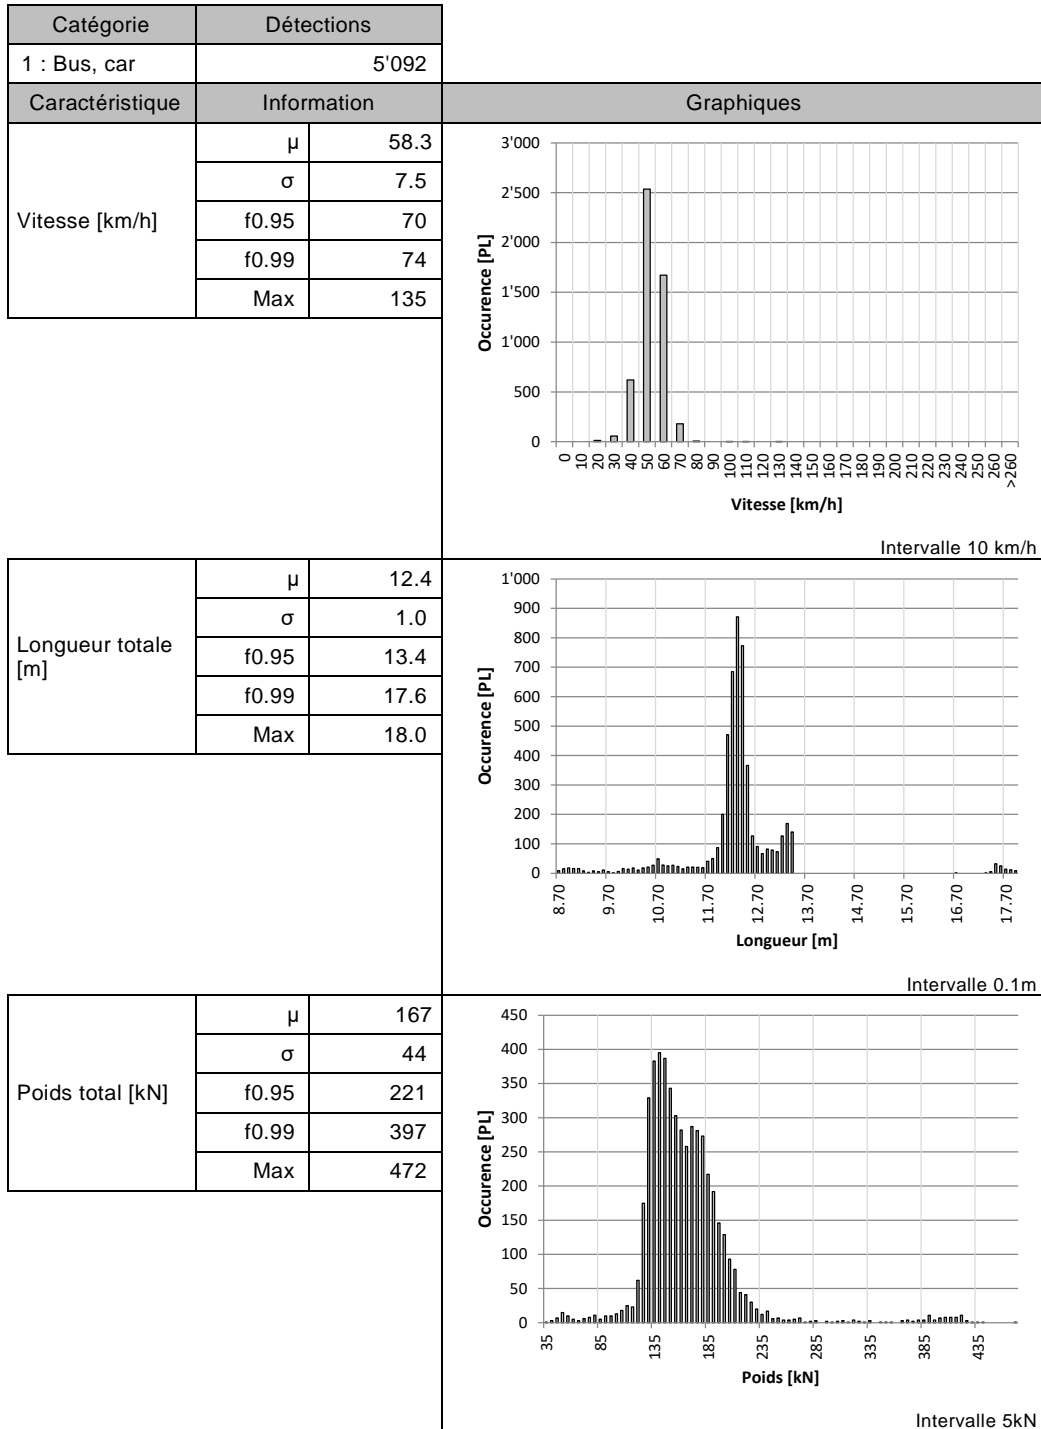 Catégorie Détections
1 : Bus, car 5'092
Caractéristique Information Graphiques
Vitesse [km/h]
μ 58.3
σ 7.5
f0.95 70
f0.99 74
Max 135
3'000
2'500
2'000
1'500
1'000
500
0
Occurence [PL]
0 10 20 30 40 50 60 70 80 90 100 110 120 130 140 150 160 170 180 190 200 210 220 230 240 250 260 >260
Vitesse [km/h]
Intervalle 10 km/h
Longueur totale
[m]
μ 12.4
σ 1.0
f0.95 13.4
f0.99 17.6
Max 18.0
1'000
900
800
700
600
500
400
300
200
100
0
Occurence [PL]
8.70 9.70 10.70 11.70 12.70 13.70 14.70 15.70 16.70 17.70
Longueur [m]
Intervalle 0.1m
Poids total [kN]
μ 167
σ 44
f0.95 221
f0.99 397
Max 472
450
400
350
300
250
200
150
100
50
0
Occurence [PL]
35 85 135 185 235 285 335 385 435
Poids [kN]
Intervalle 5kN